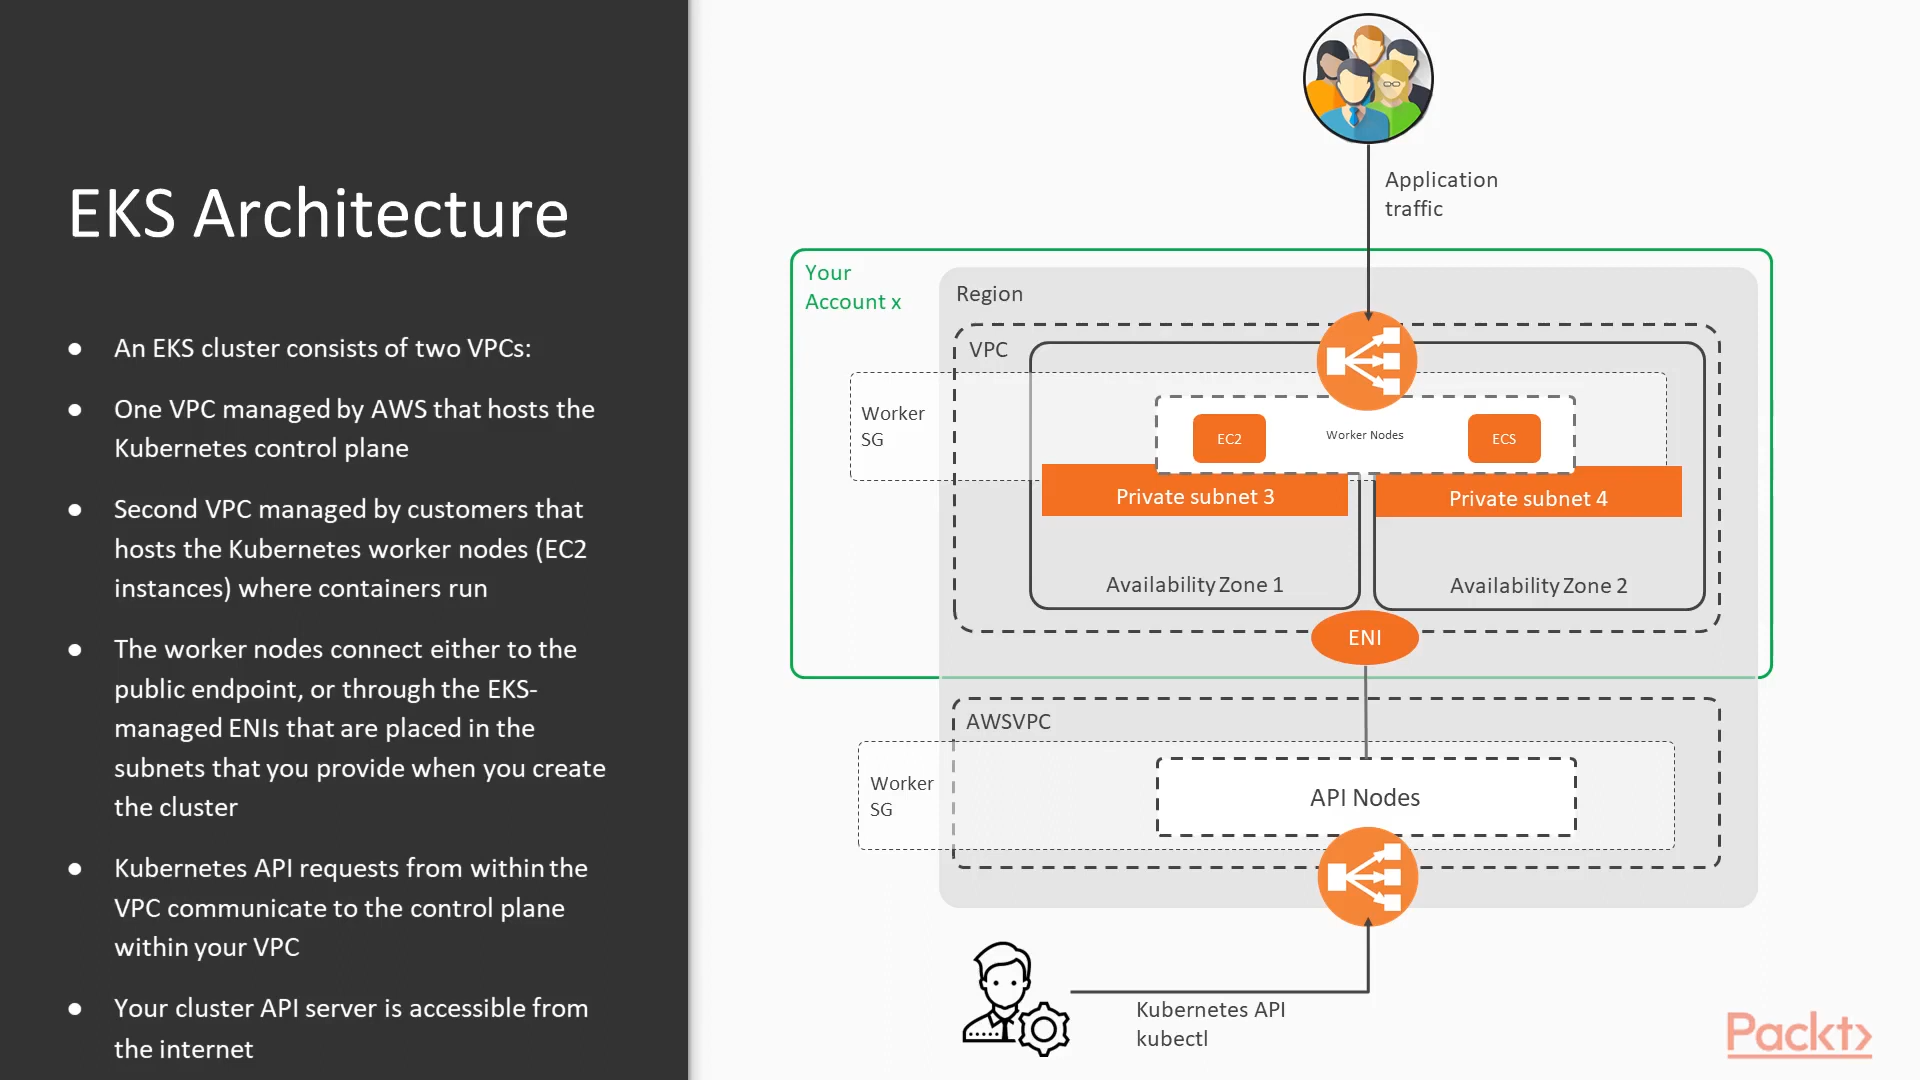 EKS Architecture
● An EKS cluster consists of two VPCs:
● One VPC managed by AWS that hosts the
Kubernetes control plane
● Second VPC managed by customers that
hosts the Kubernetes worker nodes (EC2
instances) where containers run
● The worker nodes connect either to the
public endpoint, or through the EKS-
managed ENIs that are placed in the
subnets that you provide when you create
the cluster
● Kubernetes API requests from within the
VPC communicate to the control plane
within your VPC
● Your cluster API server is accessible from
the internet
Application
traffic
Your
Account x
Region
VPC
Worker
SG
EC2
Worker Nodes
ECS
Private subnet 3
Private subnet 4
Availability Zone 1
Availability Zone 2
ENI
AWSVPC
Worker
SG
API Nodes
Kubernetes API
kubectl
Packt